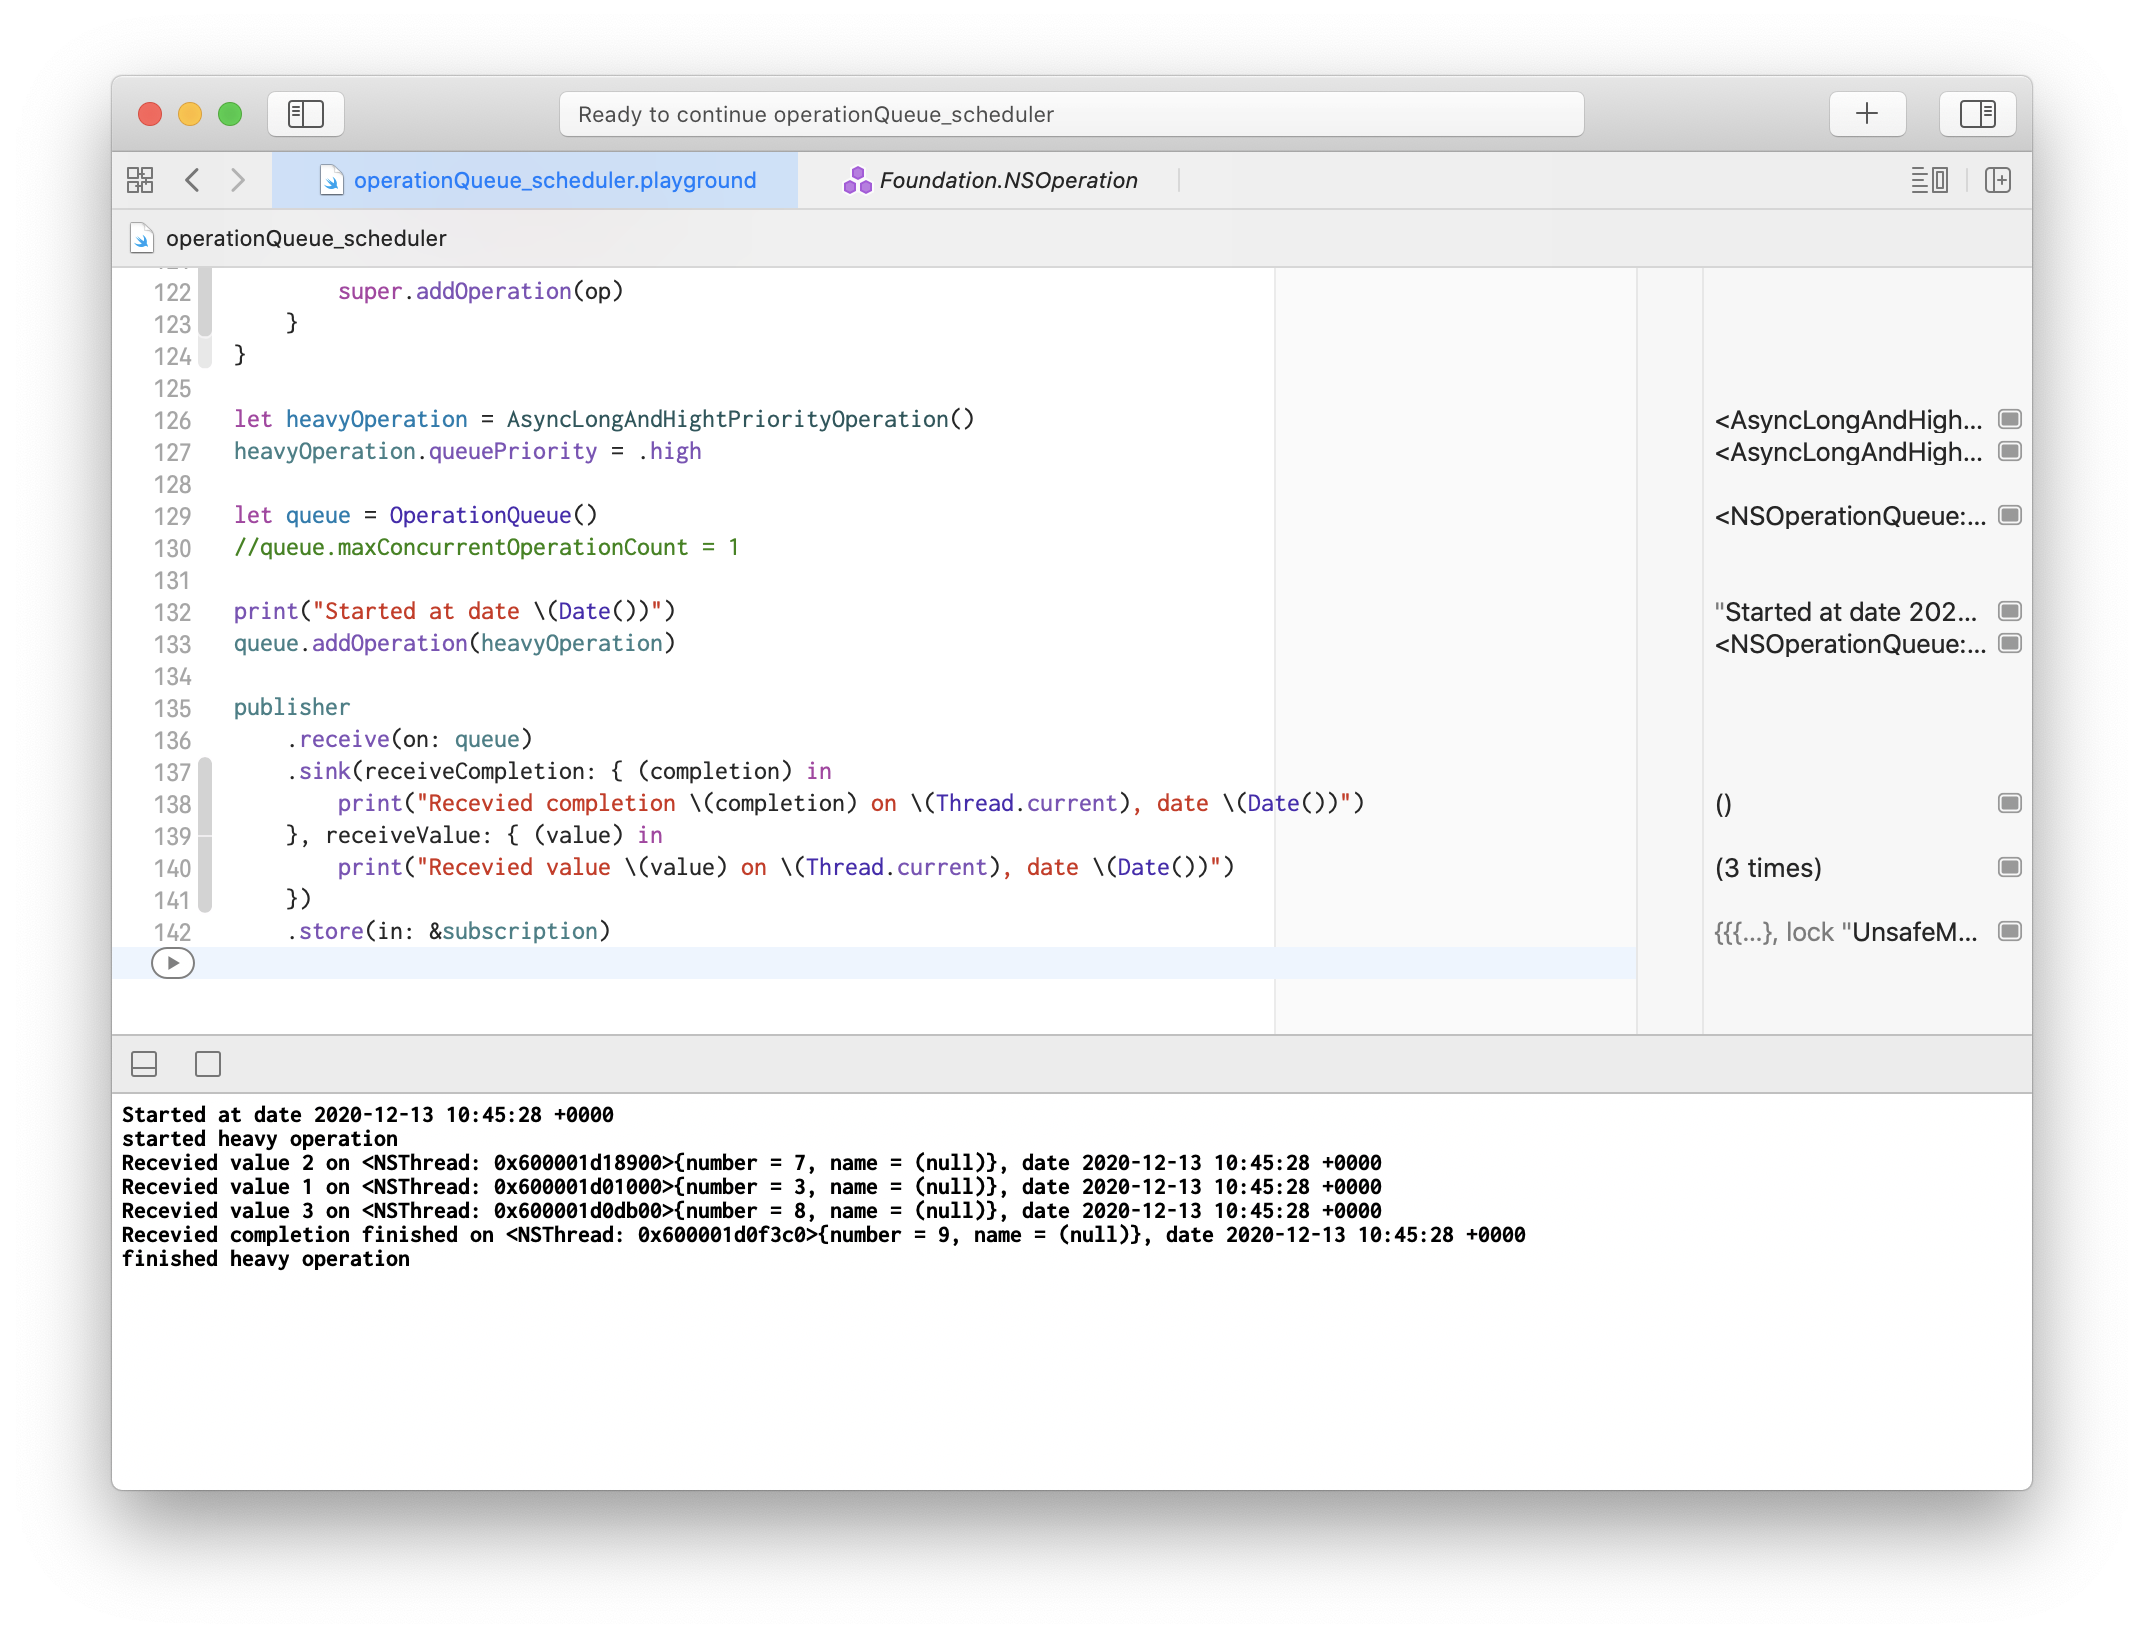 Ready to continue operationQueue_scheduler
operationQueue_scheduler.playground
Foundation.NSOperation
operationQueue_scheduler
122 super.addOperation(op)
123 }
124 }
125
126 let heavyOperation = AsyncLongAndHightPriorityOperation() <AsyncLongAndHigh...
127 heavyOperation.queuePriority = .high <AsyncLongAndHigh...
128
129 let queue = OperationQueue() <NSOperationQueue:...
130 //queue.maxConcurrentOperationCount = 1
131
132 print("Started at date \(Date())") "Started at date 202...
133 queue.addOperation(heavyOperation) <NSOperationQueue:...
134
135 publisher
136 .receive(on: queue)
137 .sink(receiveCompletion: { (completion) in
138 print("Recevied completion \(completion) on \(Thread.current), date \(Date())") ()
139 }, receiveValue: { (value) in
140 print("Recevied value \(value) on \(Thread.current), date \(Date())") (3 times)
141 })
142 .store(in: &subscription) {{{...}, lock "UnsafeM...
Started at date 2020-12-13 10:45:28 +0000
started heavy operation
Recevied value 2 on <NSThread: 0x600001d18900>{number = 7, name = (null)}, date 2020-12-13 10:45:28 +0000
Recevied value 1 on <NSThread: 0x600001d01000>{number = 3, name = (null)}, date 2020-12-13 10:45:28 +0000
Recevied value 3 on <NSThread: 0x600001d0db00>{number = 8, name = (null)}, date 2020-12-13 10:45:28 +0000
Recevied completion finished on <NSThread: 0x600001d0f3c0>{number = 9, name = (null)}, date 2020-12-13 10:45:28 +0000
finished heavy operation